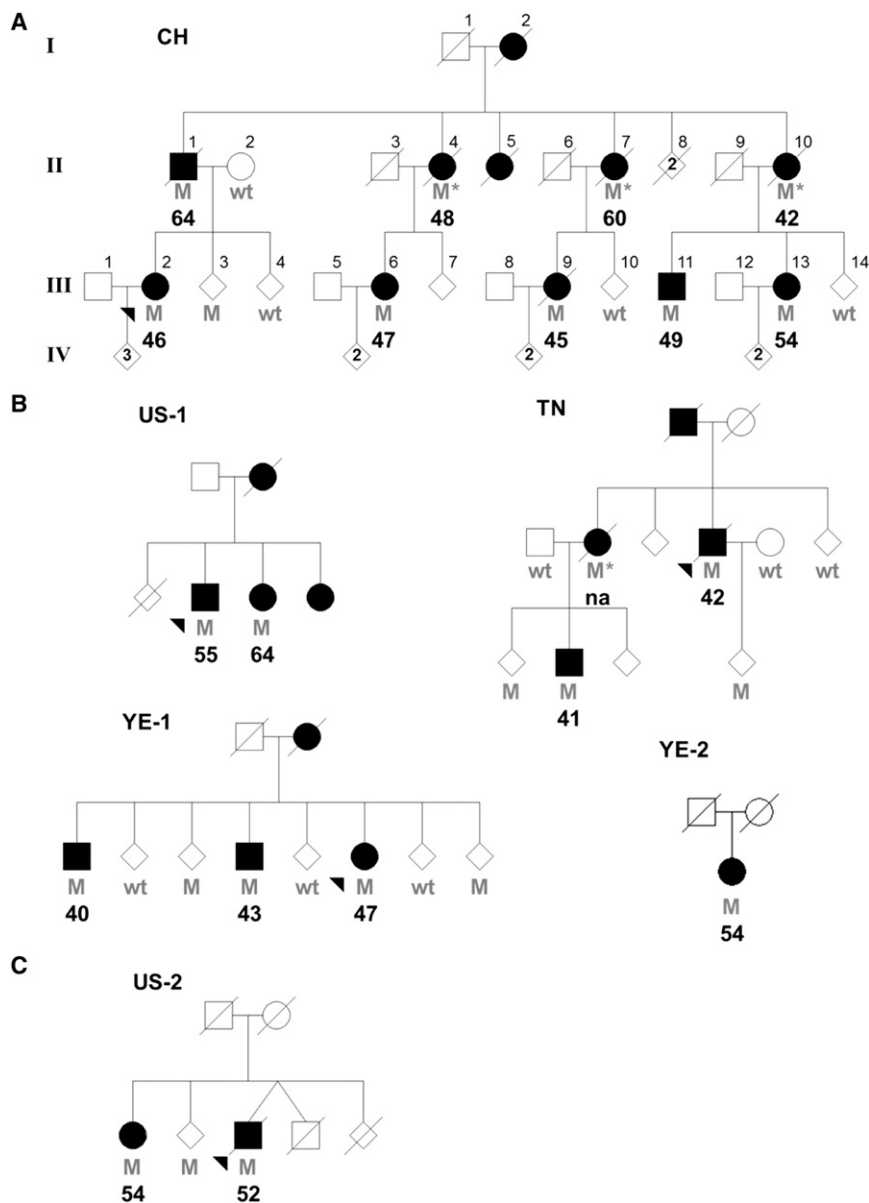 A
CH
I
1 2
II
1 2 3 4 5 6 7 8 9 10
2
M wt M* M* M*
64 48 60 42
III
1 2 3 4 5 6 7 8 9 10 11 12 13 14
M M wt M M wt M M wt
46 47 45 49 54
IV
3 2 2 2
B
US-1
TN
M M
55 64
wt M* M wt wt
na 42
M M M
41
YE-1
M wt M M wt M wt M
40 43 47
YE-2
M
54
C
US-2
M M M
54 52